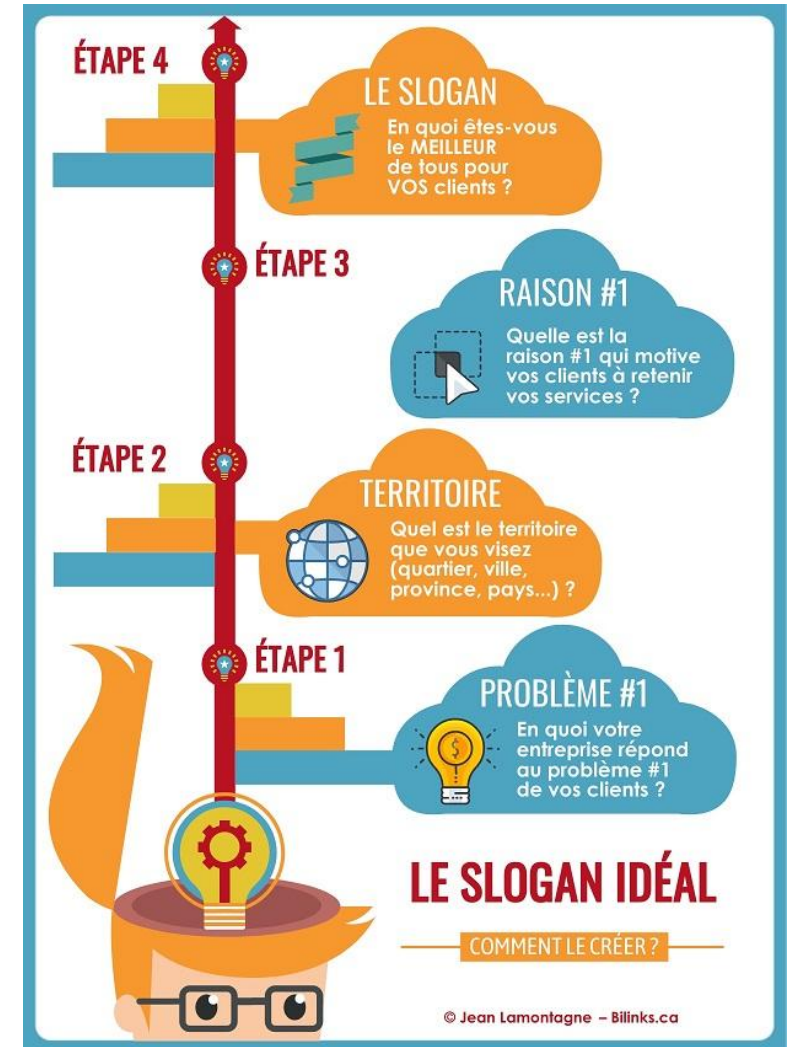 ÉTAPE 4
LE SLOGAN
En quoi êtes-vous
le MEILLEUR
de tous pour
VOS clients ?
ÉTAPE 3
RAISON #1
Quelle est la
raison #1 qui motive
vos clients à retenir
vos services ?
ÉTAPE 2
TERRITOIRE
Quel est le territoire
que vous visez
(quartier, ville,
province, pays...) ?
ÉTAPE 1
PROBLÈME #1
En quoi votre
entreprise répond
au problème #1
de vos clients ?
LE SLOGAN IDÉAL
COMMENT LE CRÉER ?
© Jean Lamontagne – Bilinks.ca